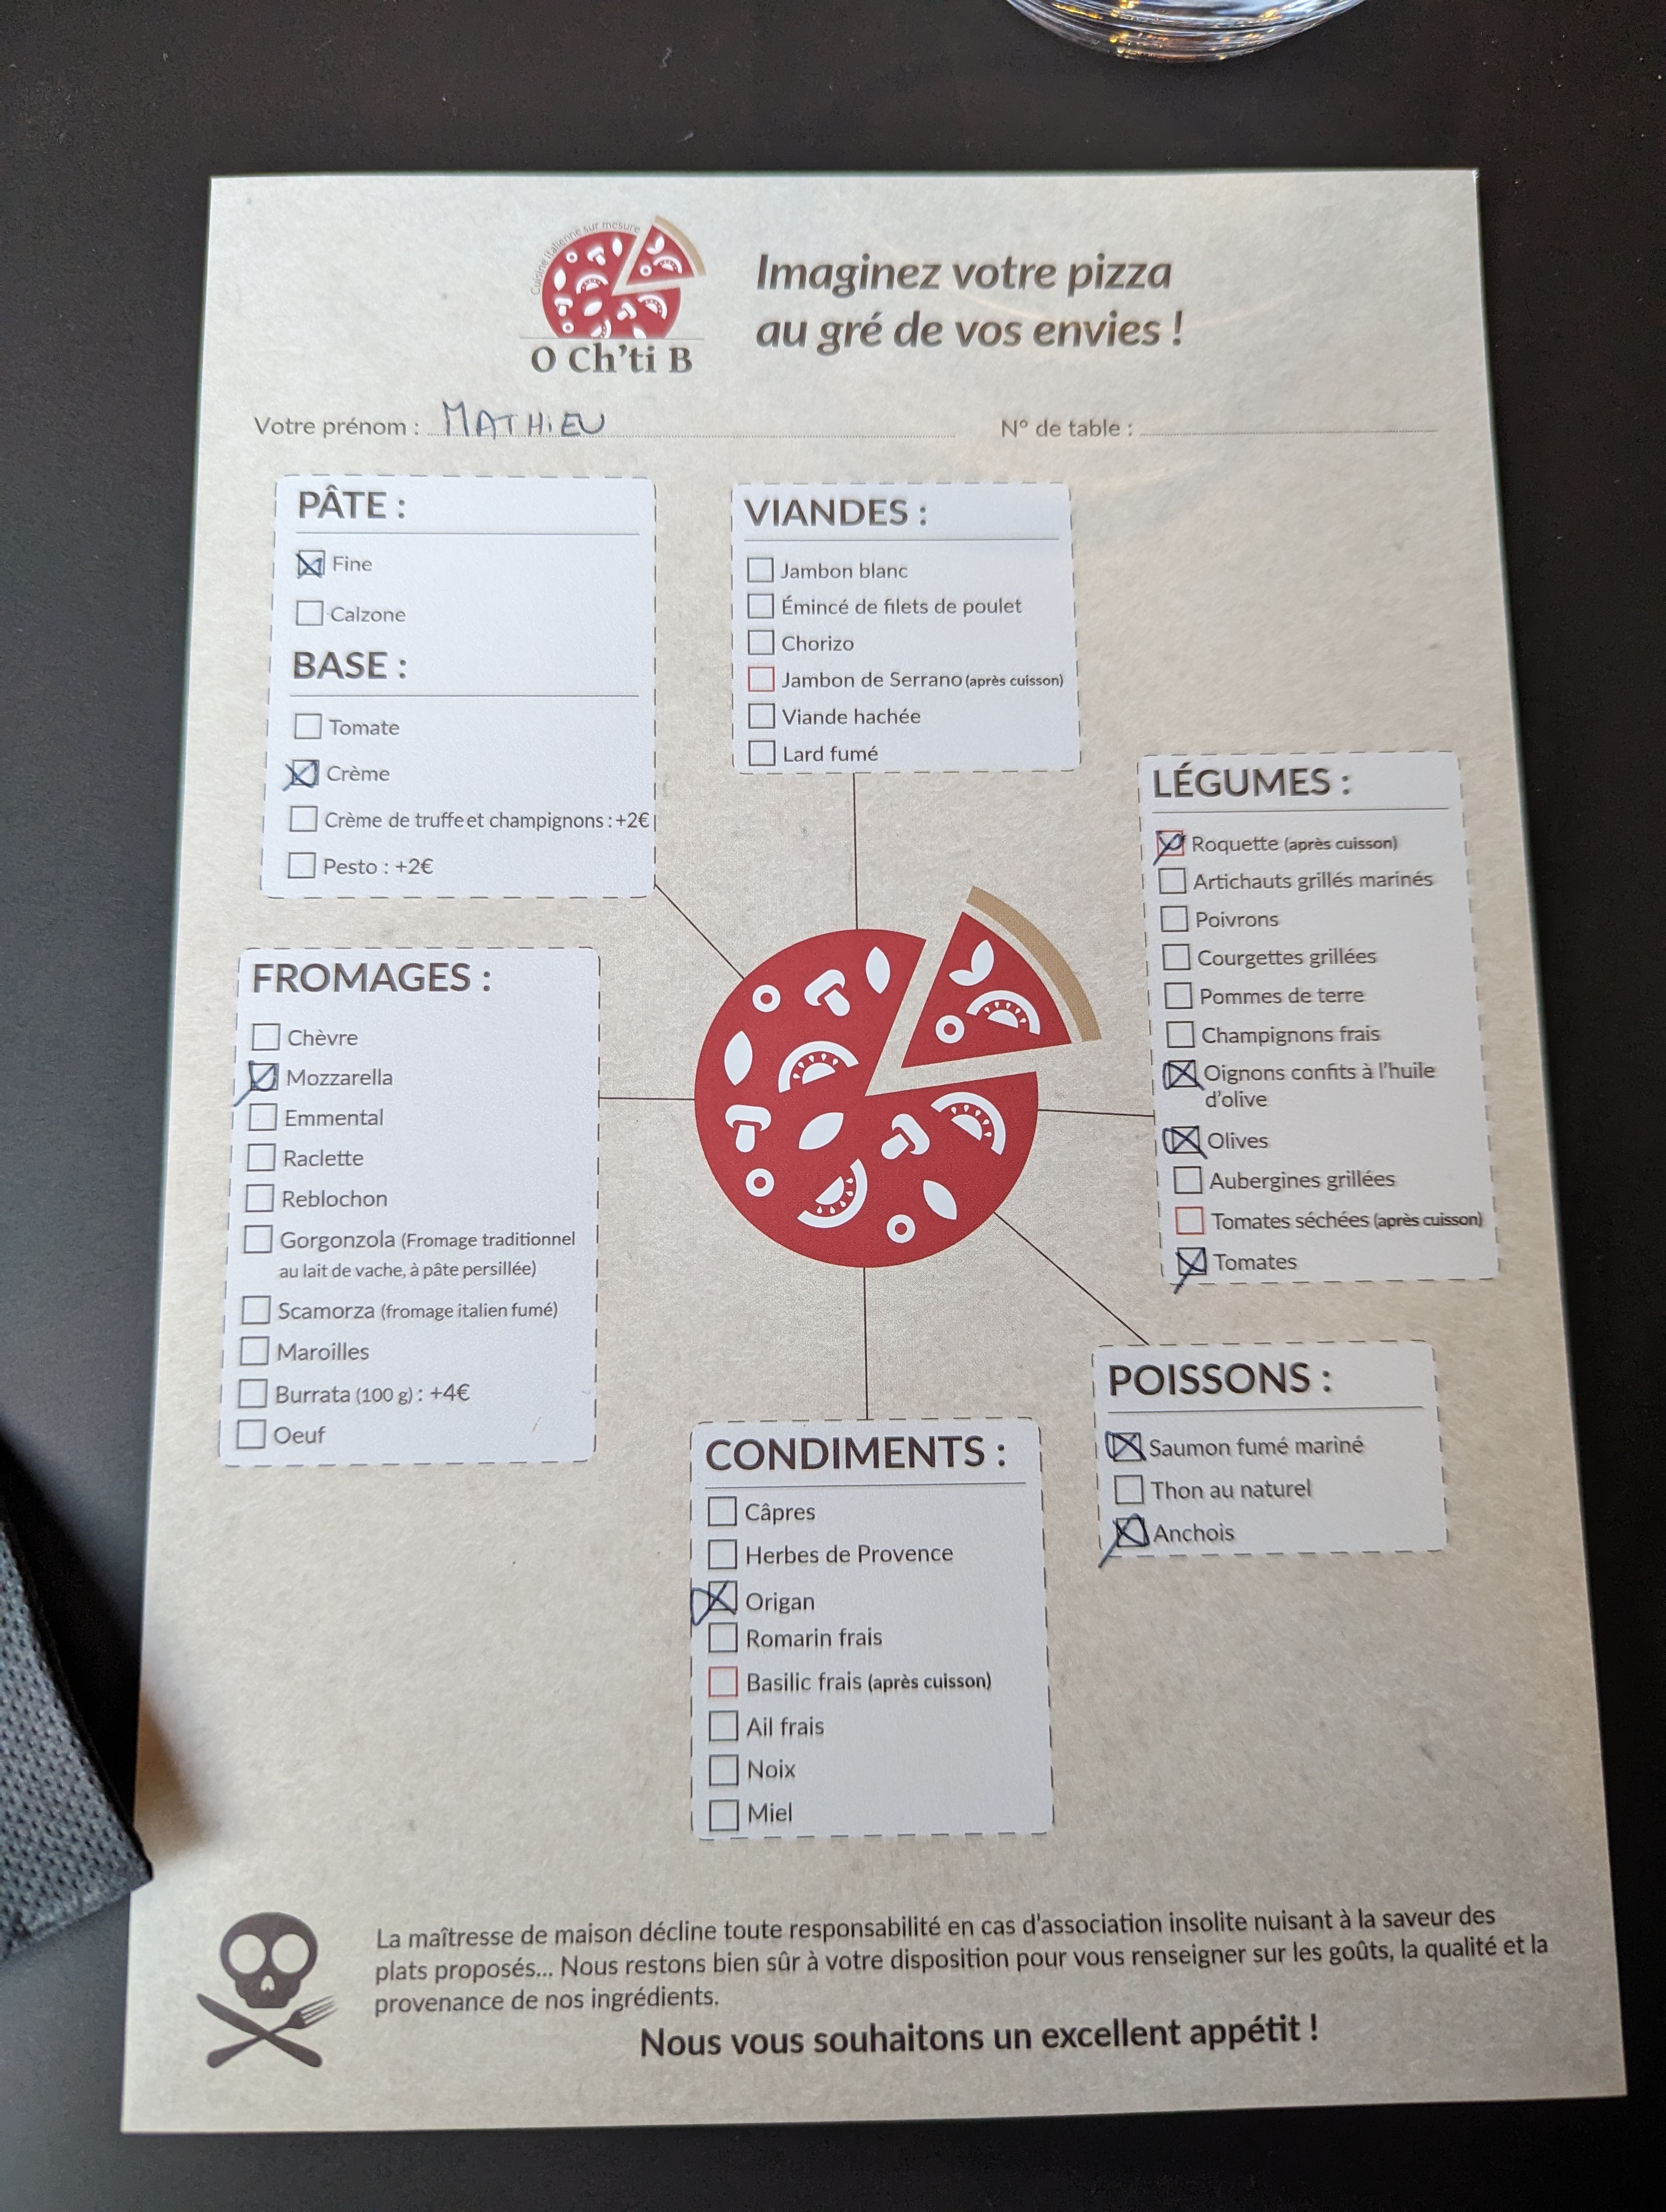 Cuisine Italienne sur mesure
O Ch'ti B
Imaginez votre pizza
au gré de vos envies !
Votre prénom : MATHIEU
N° de table :
PÂTE :
Fine
Calzone
BASE :
Tomate
Crème
Crème de truffe et champignons : +2€
Pesto : +2€
VIANDES :
Jambon blanc
Émincé de filets de poulet
Chorizo
Jambon de Serrano (après cuisson)
Viande hachée
Lard fumé
LÉGUMES :
Roquette (après cuisson)
Artichauts grillés marinés
Poivrons
Courgettes grillées
Pommes de terre
Champignons frais
Oignons confits à l'huile
d'olive
Olives
Aubergines grillées
Tomates séchées (après cuisson)
Tomates
FROMAGES :
Chèvre
Mozzarella
Emmental
Raclette
Reblochon
Gorgonzola (Fromage traditionnel
au lait de vache, à pâte persillée)
Scamorza (fromage italien fumé)
Maroilles
Burrata (100 g) : +4€
Oeuf
POISSONS :
Saumon fumé mariné
Thon au naturel
Anchois
CONDIMENTS :
Câpres
Herbes de Provence
Origan
Romarin frais
Basilic frais (après cuisson)
Ail frais
Noix
Miel
La maîtresse de maison décline toute responsabilité en cas d'association insolite nuisant à la saveur des
plats proposés... Nous restons bien sûr à votre disposition pour vous renseigner sur les goûts, la qualité et la
provenance de nos ingrédients.
Nous vous souhaitons un excellent appétit !